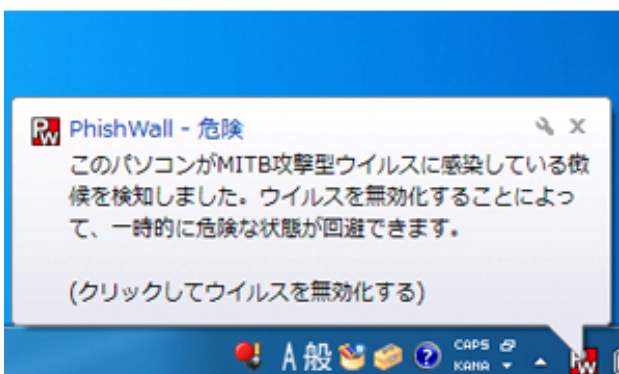 PhishWall - 危険
このパソコンがMITB攻撃型ウイルスに感染している徴
候を検知しました。ウイルスを無効化することによっ
て、一時的に危険な状態が回避できます。
(クリックしてウイルスを無効化する)
A 般 CAPS
KANA